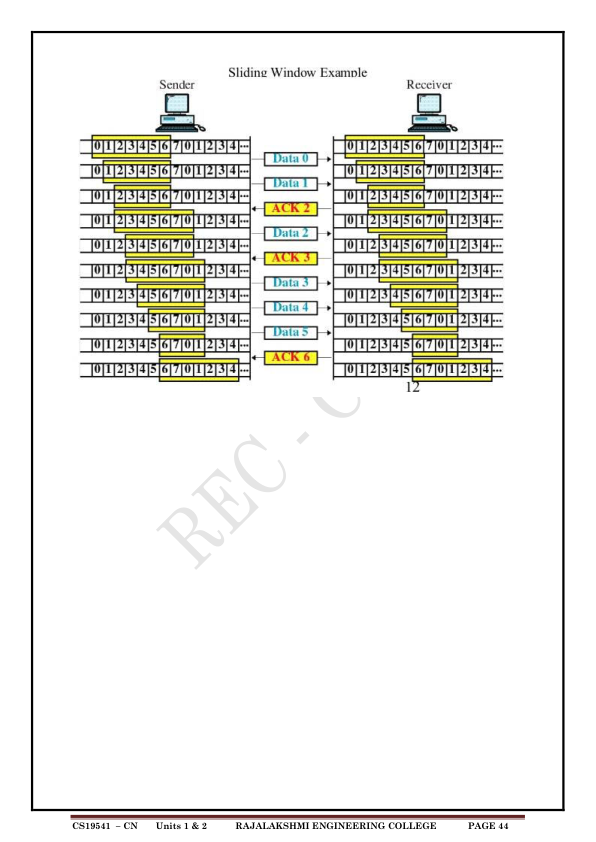 Sliding Window Example
Sender Receiver
0 1 2 3 4 5 6 7 0 1 2 3 4 ... 0 1 2 3 4 5 6 7 0 1 2 3 4 ...
Data 0
0 1 2 3 4 5 6 7 0 1 2 3 4 ... 0 1 2 3 4 5 6 7 0 1 2 3 4 ...
Data 1
0 1 2 3 4 5 6 7 0 1 2 3 4 ... 0 1 2 3 4 5 6 7 0 1 2 3 4 ...
ACK 2
0 1 2 3 4 5 6 7 0 1 2 3 4 ... 0 1 2 3 4 5 6 7 0 1 2 3 4 ...
Data 2
0 1 2 3 4 5 6 7 0 1 2 3 4 ... 0 1 2 3 4 5 6 7 0 1 2 3 4 ...
ACK 3
0 1 2 3 4 5 6 7 0 1 2 3 4 ... 0 1 2 3 4 5 6 7 0 1 2 3 4 ...
Data 3
0 1 2 3 4 5 6 7 0 1 2 3 4 ... 0 1 2 3 4 5 6 7 0 1 2 3 4 ...
Data 4
0 1 2 3 4 5 6 7 0 1 2 3 4 ... 0 1 2 3 4 5 6 7 0 1 2 3 4 ...
Data 5
0 1 2 3 4 5 6 7 0 1 2 3 4 ... 0 1 2 3 4 5 6 7 0 1 2 3 4 ...
ACK 6
0 1 2 3 4 5 6 7 0 1 2 3 4 ... 0 1 2 3 4 5 6 7 0 1 2 3 4 ...
12
REC - C
CS19541 – CN Units 1 & 2 RAJALAKSHMI ENGINEERING COLLEGE PAGE 44